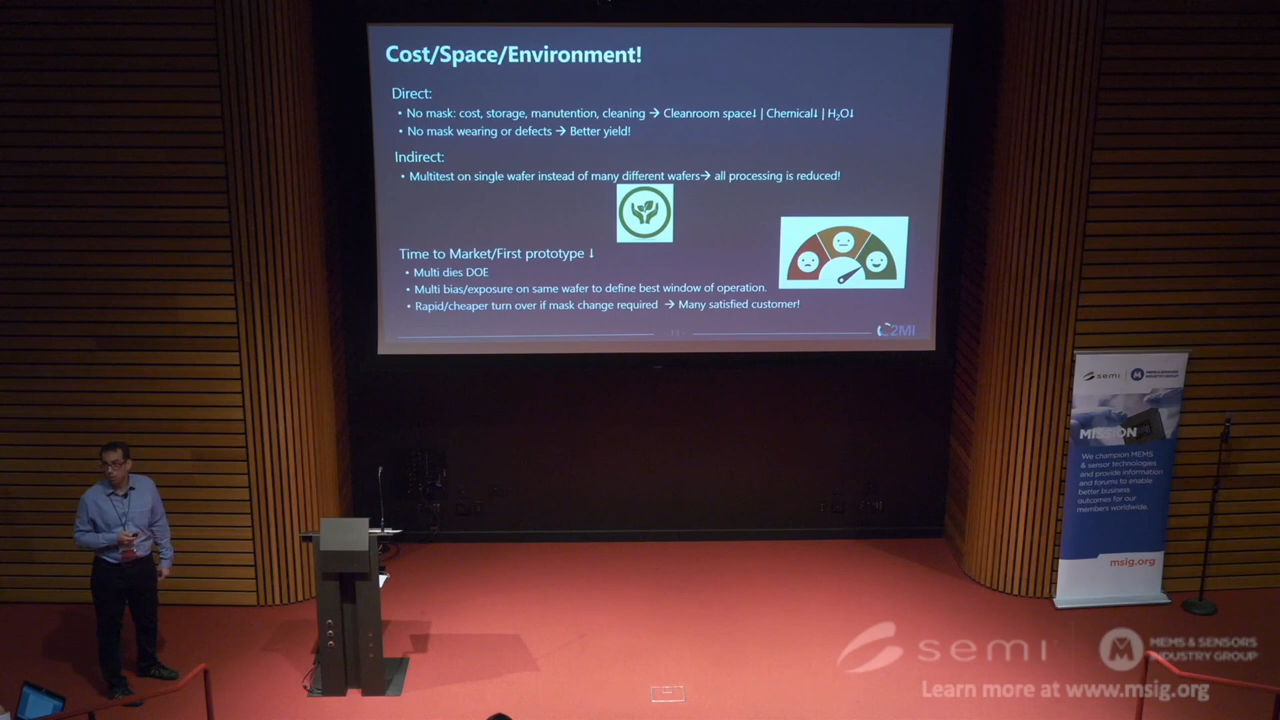 Cost/Space/Environment!
Direct:
• No mask: cost, storage, manutention, cleaning → Cleanroom space↓ | Chemical↓ | H₂O↓
• No mask wearing or defects → Better yield!
Indirect:
• Multitest on single wafer instead of many different wafers→ all processing is reduced!
Time to Market/First prototype ↓
• Multi dies DOE
• Multi bias/exposure on same wafer to define best window of operation.
• Rapid/cheaper turn over if mask change required → Many satisfied customer!
C2MI
semi | MEMS & SENSORS
INDUSTRY GROUP
MISSION
We champion MEMS
& sensor technologies
and provide information
and forums to enable
better business
outcomes for our
members worldwide.
msig.org
semi
MEMS & SENSORS
INDUSTRY GROUP
Learn more at www.msig.org